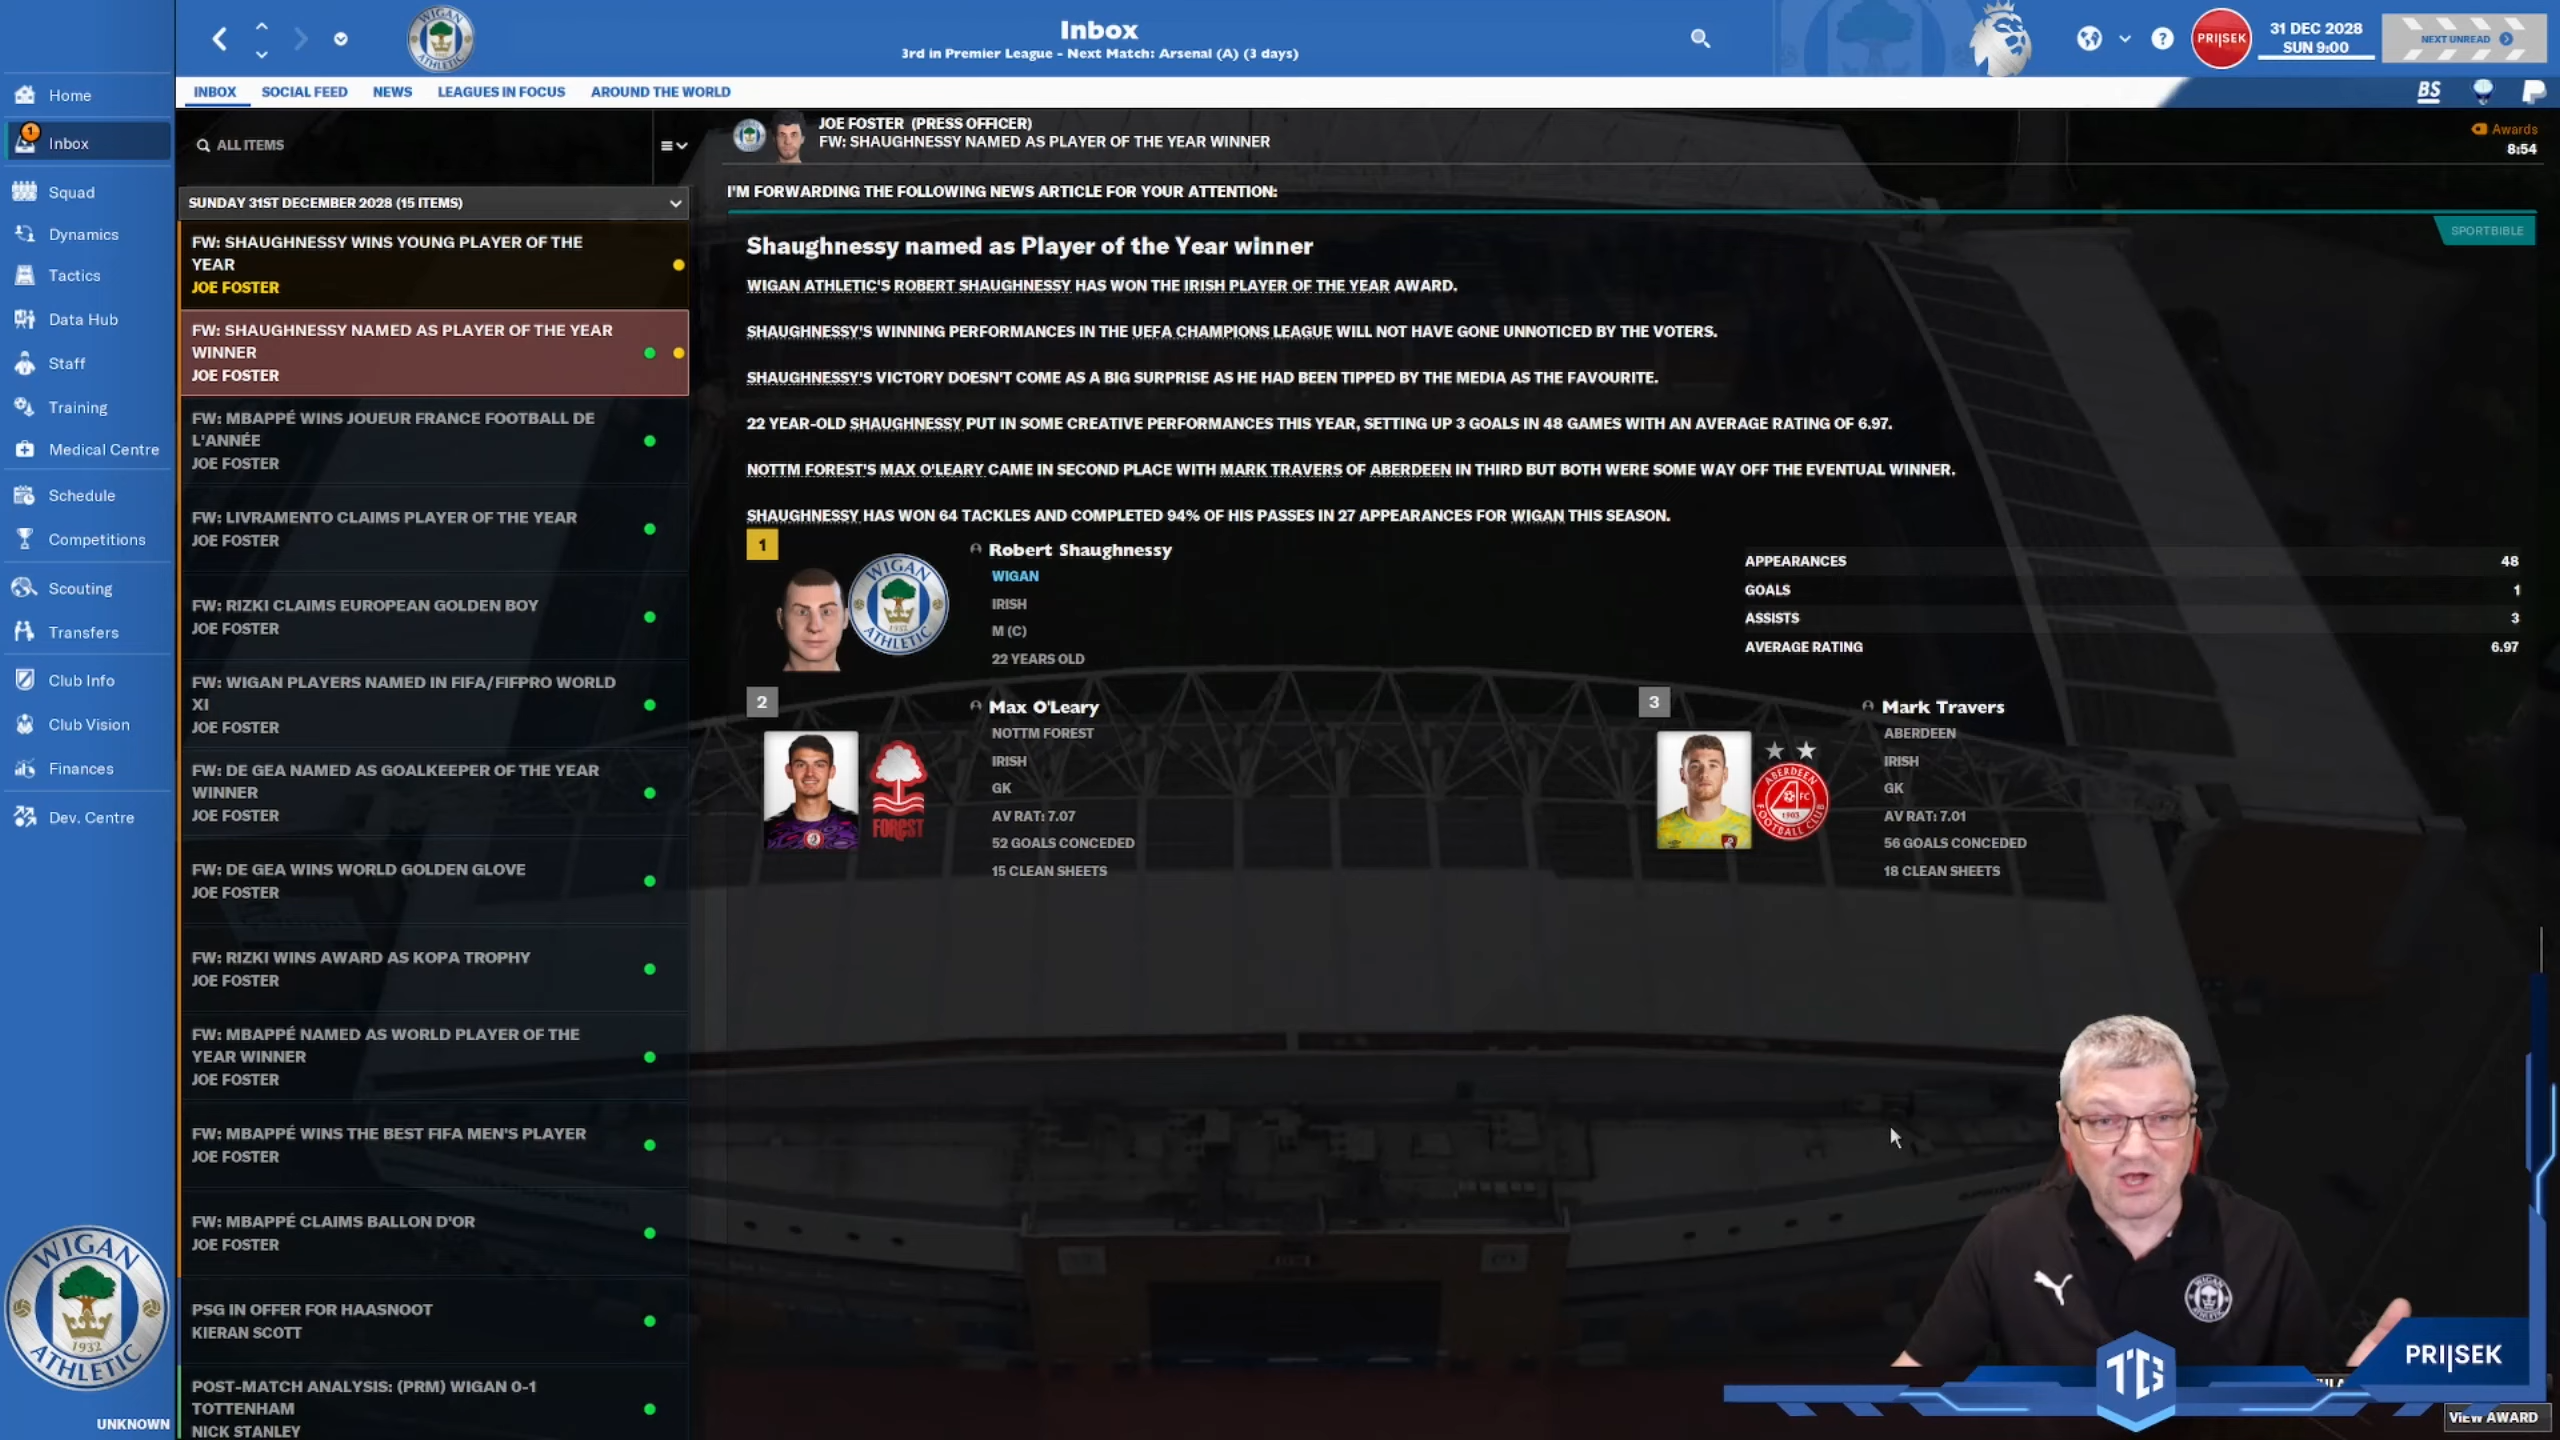 Inbox
3rd in Premier League - Next Match: Arsenal (A) (3 days)
PRIJSEK
31 DEC 2028
SUN 9:00
NEXT UNREAD
Home
1
Inbox
Squad
Dynamics
Tactics
Data Hub
Staff
Training
Medical Centre
Schedule
Competitions
Scouting
Transfers
Club Info
Club Vision
Finances
Dev. Centre
WIGAN
1932
ATHLETIC
UNKNOWN
INBOX
SOCIAL FEED
NEWS
LEAGUES IN FOCUS
AROUND THE WORLD
BS
ALL ITEMS
SUNDAY 31ST DECEMBER 2028 (15 ITEMS)
FW: SHAUGHNESSY WINS YOUNG PLAYER OF THE
YEAR
JOE FOSTER
FW: SHAUGHNESSY NAMED AS PLAYER OF THE YEAR
WINNER
JOE FOSTER
FW: MBAPPÉ WINS JOUEUR FRANCE FOOTBALL DE
L'ANNÉE
JOE FOSTER
FW: LIVRAMENTO CLAIMS PLAYER OF THE YEAR
JOE FOSTER
FW: RIZKI CLAIMS EUROPEAN GOLDEN BOY
JOE FOSTER
FW: WIGAN PLAYERS NAMED IN FIFA/FIFPRO WORLD
XI
JOE FOSTER
FW: DE GEA NAMED AS GOALKEEPER OF THE YEAR
WINNER
JOE FOSTER
FW: DE GEA WINS WORLD GOLDEN GLOVE
JOE FOSTER
FW: RIZKI WINS AWARD AS KOPA TROPHY
JOE FOSTER
FW: MBAPPÉ NAMED AS WORLD PLAYER OF THE
YEAR WINNER
JOE FOSTER
FW: MBAPPÉ WINS THE BEST FIFA MEN'S PLAYER
JOE FOSTER
FW: MBAPPÉ CLAIMS BALLON D'OR
JOE FOSTER
PSG IN OFFER FOR HAASNOOT
KIERAN SCOTT
POST-MATCH ANALYSIS: (PRM) WIGAN 0-1
TOTTENHAM
NICK STANLEY
JOE FOSTER (PRESS OFFICER)
FW: SHAUGHNESSY NAMED AS PLAYER OF THE YEAR WINNER
Awards
8:54
I'M FORWARDING THE FOLLOWING NEWS ARTICLE FOR YOUR ATTENTION:
SPORTBIBLE
Shaughnessy named as Player of the Year winner
WIGAN ATHLETIC'S ROBERT SHAUGHNESSY HAS WON THE IRISH PLAYER OF THE YEAR AWARD.
SHAUGHNESSY'S WINNING PERFORMANCES IN THE UEFA CHAMPIONS LEAGUE WILL NOT HAVE GONE UNNOTICED BY THE VOTERS.
SHAUGHNESSY'S VICTORY DOESN'T COME AS A BIG SURPRISE AS HE HAD BEEN TIPPED BY THE MEDIA AS THE FAVOURITE.
22 YEAR-OLD SHAUGHNESSY PUT IN SOME CREATIVE PERFORMANCES THIS YEAR, SETTING UP 3 GOALS IN 48 GAMES WITH AN AVERAGE RATING OF 6.97.
NOTTM FOREST'S MAX O'LEARY CAME IN SECOND PLACE WITH MARK TRAVERS OF ABERDEEN IN THIRD BUT BOTH WERE SOME WAY OFF THE EVENTUAL WINNER.
SHAUGHNESSY HAS WON 64 TACKLES AND COMPLETED 94% OF HIS PASSES IN 27 APPEARANCES FOR WIGAN THIS SEASON.
1
WIGAN
1932
ATHLETIC
Robert Shaughnessy
WIGAN
IRISH
M (C)
22 YEARS OLD
APPEARANCES 48
GOALS 1
ASSISTS 3
AVERAGE RATING 6.97
2
FOREST
Max O'Leary
NOTTM FOREST
IRISH
GK
AV RAT: 7.07
52 GOALS CONCEDED
15 CLEAN SHEETS
3
ABERDEEN
FC
1903
FOOTBALL CLUB
Mark Travers
ABERDEEN
IRISH
GK
AV RAT: 7.01
56 GOALS CONCEDED
18 CLEAN SHEETS
PRIJSEK
TCS
VIEW AWARD